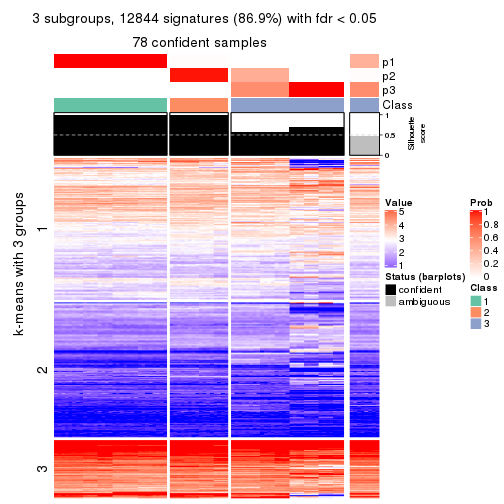 3 subgroups, 12844 signatures (86.9%) with fdr < 0.05
78 confident samples
p1
p2
p3
Class
1
0.5
0
Silhouette
score
k-means with 3 groups
1
2
3
Value
5
4
3
2
1
Status (barplots)
confident
ambiguous
Prob
1
0.8
0.6
0.4
0.2
0
Class
1
2
3